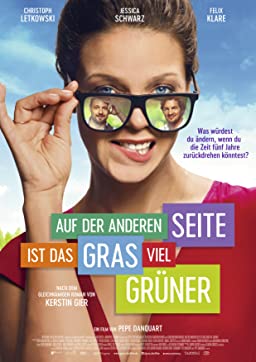 CHRISTOPH
LETKOWSKI
JESSICA
SCHWARZ
FELIX
KLARE
Was würdest
du ändern, wenn du
die Zeit fünf Jahre
zurückdrehen könntest?
AUF DER ANDEREN SEITE
IST DAS GRAS VIEL
GRÜNER
NACH DEM
GLEICHNAMIGEN ROMAN VON
KERSTIN GIER
EIN FILM VON PEPE DANQUART